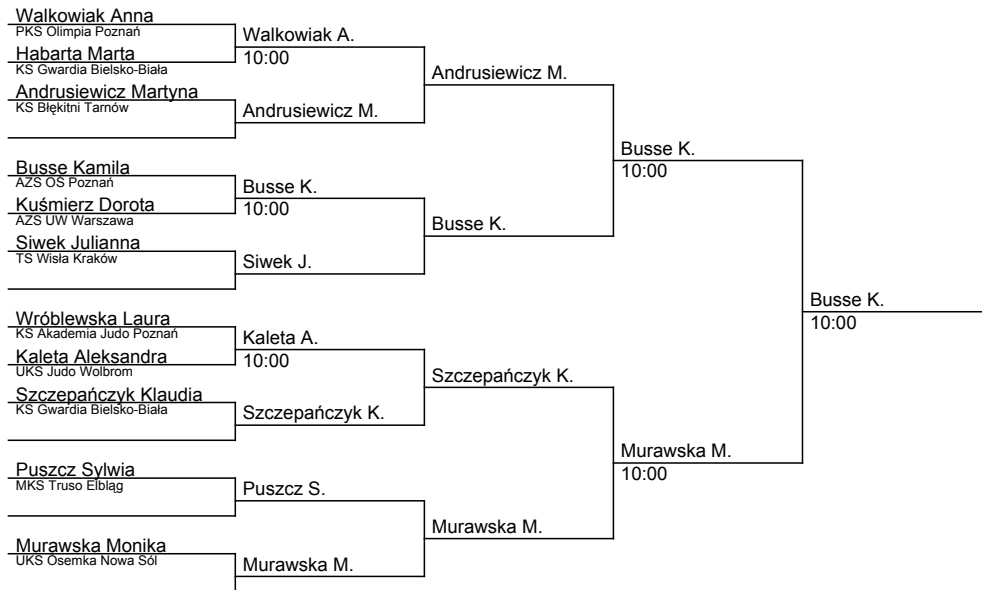 Walkowiak Anna
PKS Olimpia Poznań
Habarta Marta
KS Gwardia Bielsko-Biała
Andrusiewicz Martyna
KS Błękitni Tarnów
Busse Kamila
AZS OŚ Poznań
Kuśmierz Dorota
AZS UW Warszawa
Siwek Julianna
TS Wisła Kraków
Wróblewska Laura
KS Akademia Judo Poznań
Kaleta Aleksandra
UKS Judo Wolbrom
Szczepańczyk Klaudia
KS Gwardia Bielsko-Biała
Puszcz Sylwia
MKS Truso Elbląg
Murawska Monika
UKS Ósemka Nowa Sól
Walkowiak A.
10:00
Andrusiewicz M.
Busse K.
10:00
Siwek J.
Kaleta A.
10:00
Szczepańczyk K.
Puszcz S.
Murawska M.
Andrusiewicz M.
Busse K.
Szczepańczyk K.
Murawska M.
Busse K.
10:00
Murawska M.
10:00
Busse K.
10:00